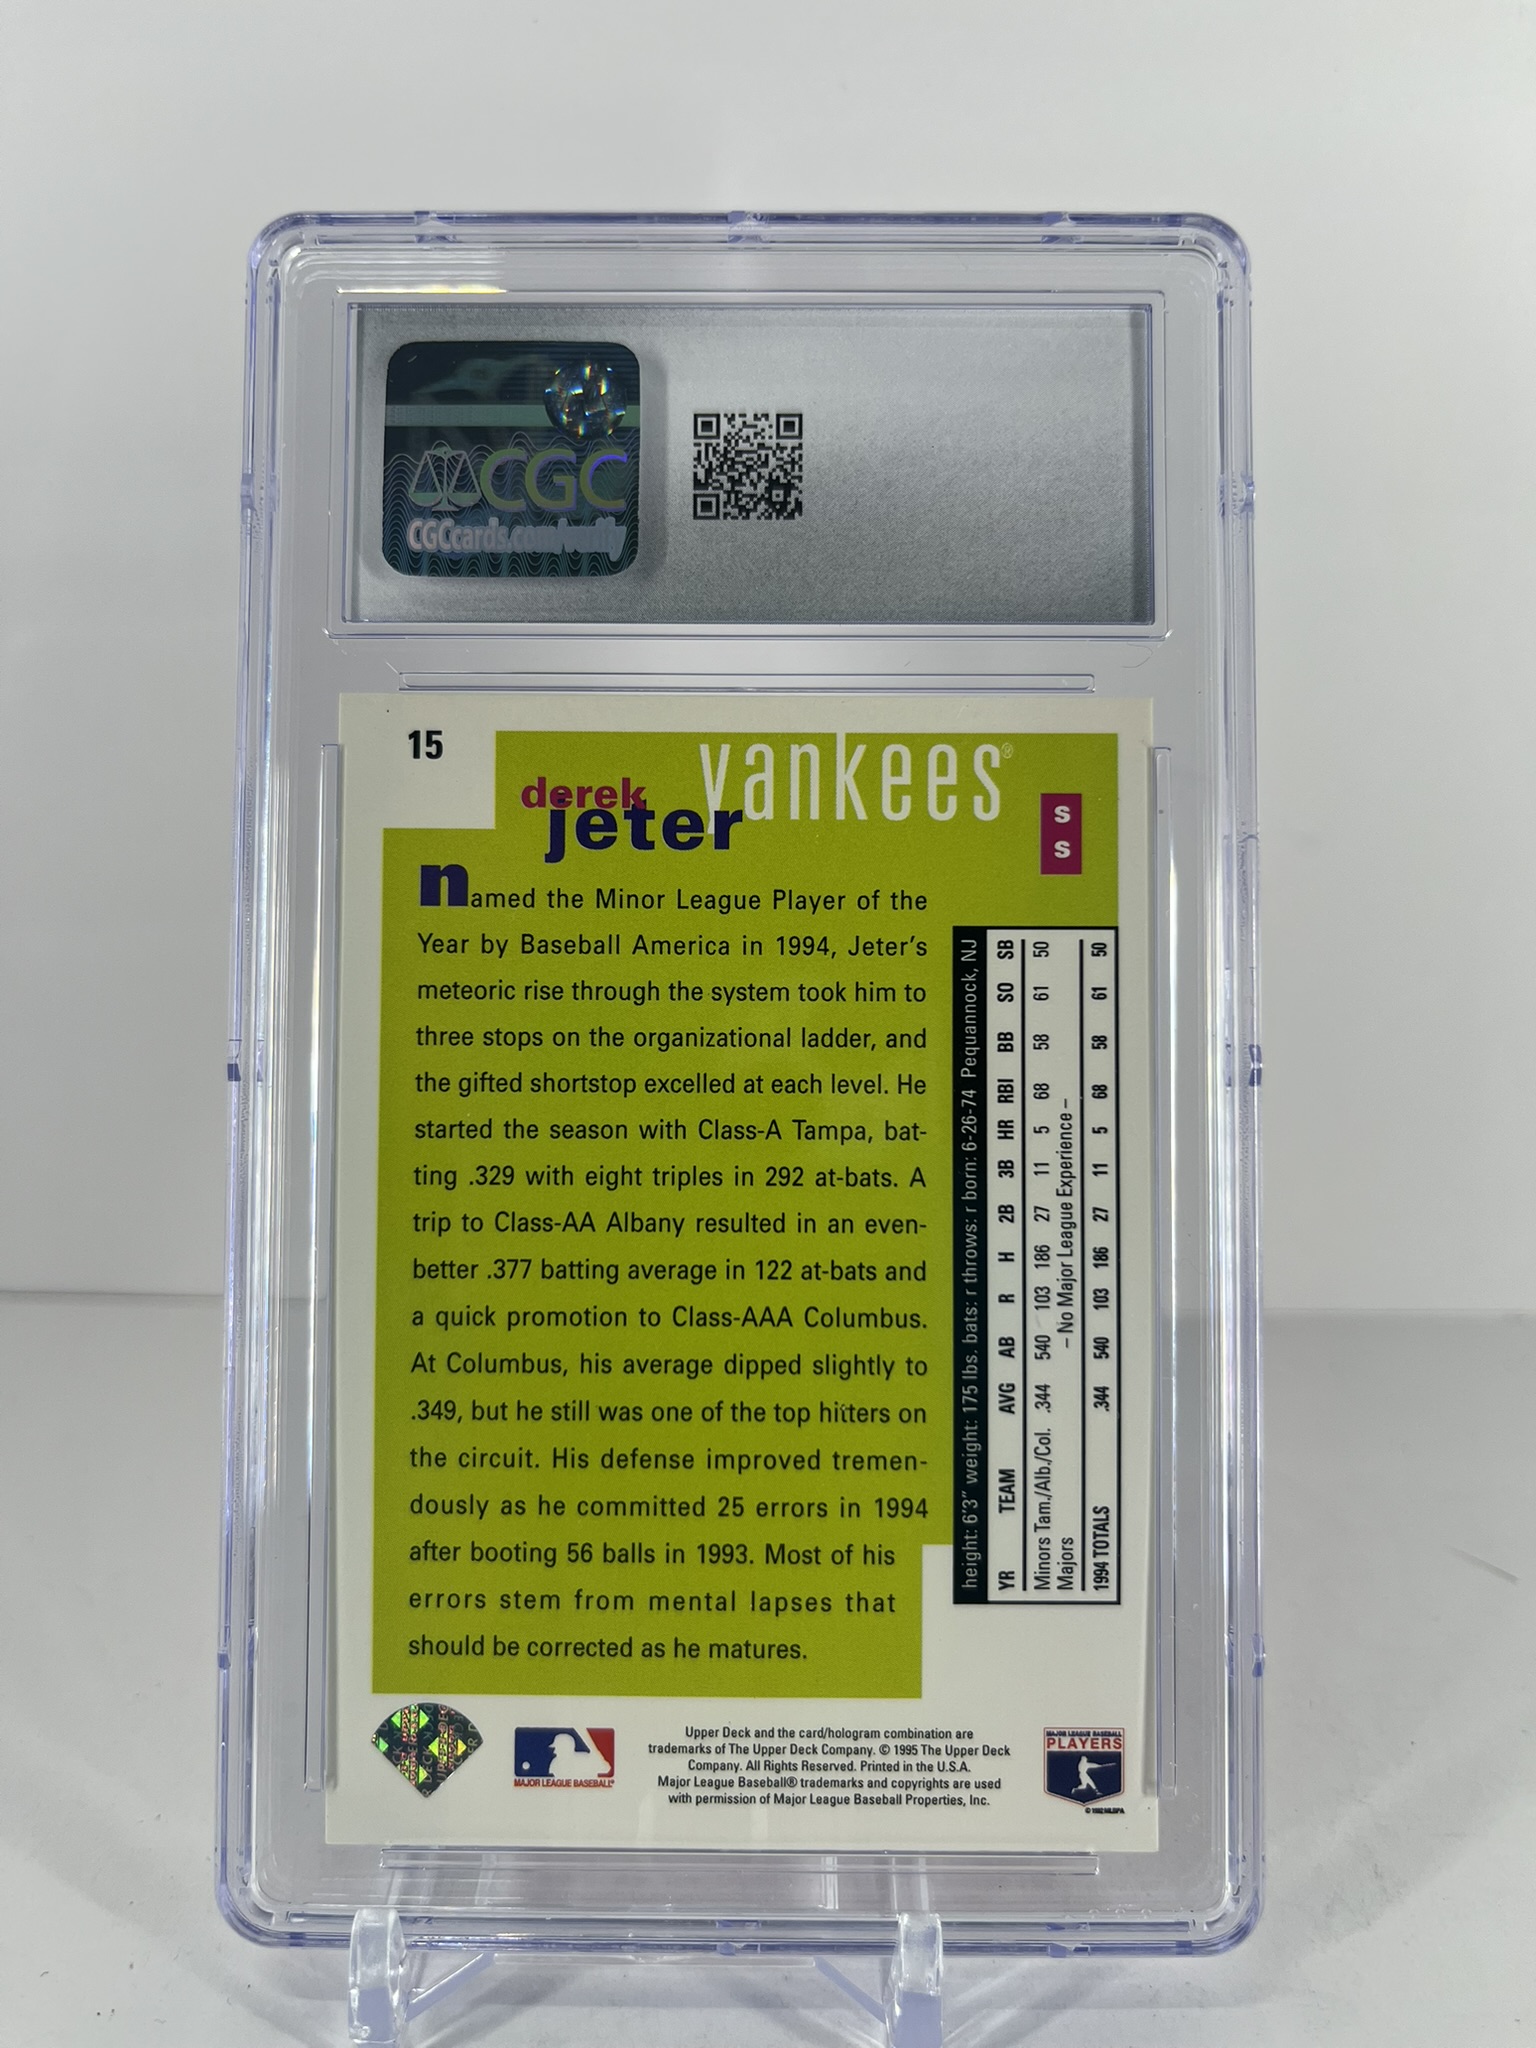 CGC
CGCcards.com/verify
15
yankees®
derek
jeter
S
S
named the Minor League Player of the
Year by Baseball America in 1994, Jeter's
meteoric rise through the system took him to
three stops on the organizational ladder, and
the gifted shortstop excelled at each level. He
started the season with Class-A Tampa, bat-
ting .329 with eight triples in 292 at-bats. A
trip to Class-AA Albany resulted in an even-
better .377 batting average in 122 at-bats and
a quick promotion to Class-AAA Columbus.
At Columbus, his average dipped slightly to
.349, but he still was one of the top hitters on
the circuit. His defense improved tremen-
dously as he committed 25 errors in 1994
after booting 56 balls in 1993. Most of his
errors stem from mental lapses that
should be corrected as he matures.
height: 6'3" weight: 175 lbs. bats: r throws: r born: 6-26-74 Pequannock, NJ
YR TEAM AVG AB R H 2B 3B HR RBI BB SO SB
Minors Tam./Alb./Col. .344 540 103 186 27 11 5 68 58 61 50
Majors – No Major League Experience –
1994 TOTALS .344 540 103 186 27 11 5 68 58 61 50
MAJOR LEAGUE BASEBALL®
Upper Deck and the card/hologram combination are
trademarks of The Upper Deck Company. © 1995 The Upper Deck
Company. All Rights Reserved. Printed in the U.S.A.
Major League Baseball® trademarks and copyrights are used
with permission of Major League Baseball Properties, Inc.
MAJOR LEAGUE BASEBALL
PLAYERS
© 1992 MLBPA